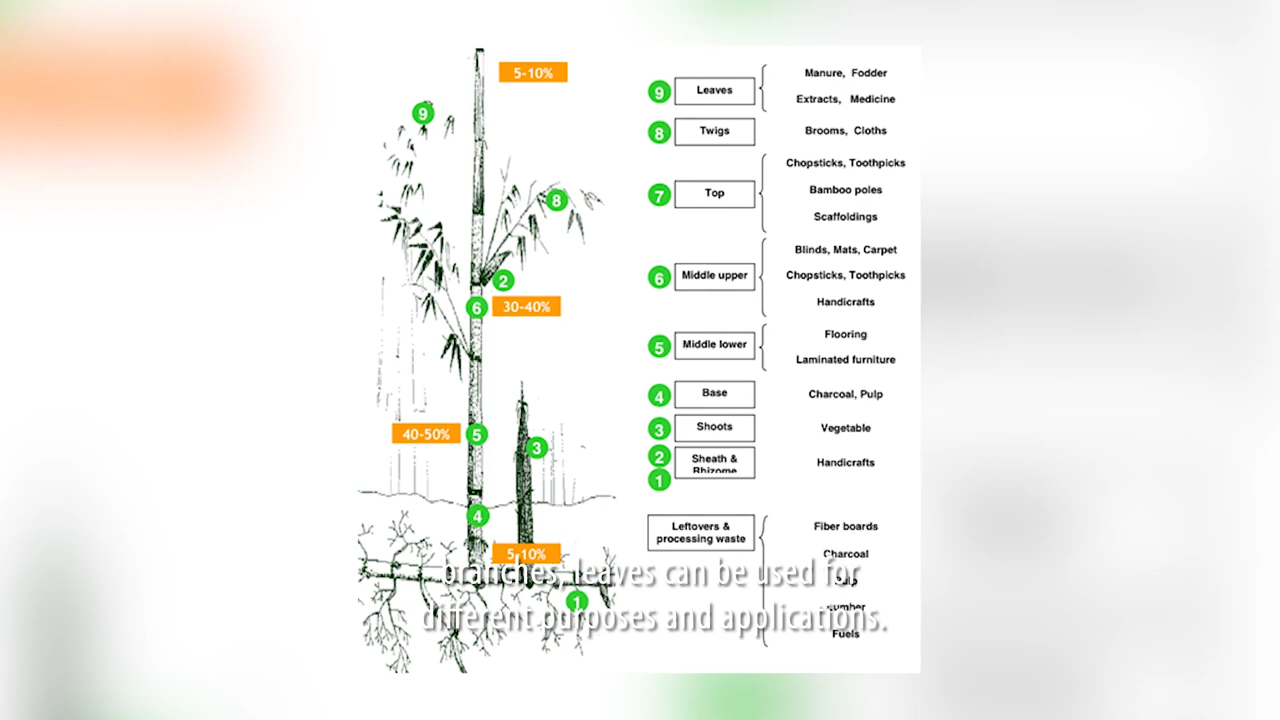 5-10%
9
8
2
6
30-40%
40-50%
5
3
4
5-10%
1
9 Leaves
Manure, Fodder
Extracts, Medicine
8 Twigs
Brooms, Cloths
7 Top
Chopsticks, Toothpicks
Bamboo poles
Scaffoldings
6 Middle upper
Blinds, Mats, Carpet
Chopsticks, Toothpicks
Handicrafts
5 Middle lower
Flooring
Laminated furniture
4 Base
Charcoal, Pulp
3 Shoots
Vegetable
2 Sheath &
Rhizome
1
Handicrafts
Leftovers &
processing waste
Fiber boards
Charcoal
Pulp
Lumber
Fuels
branches, leaves can be used for
different purposes and applications.